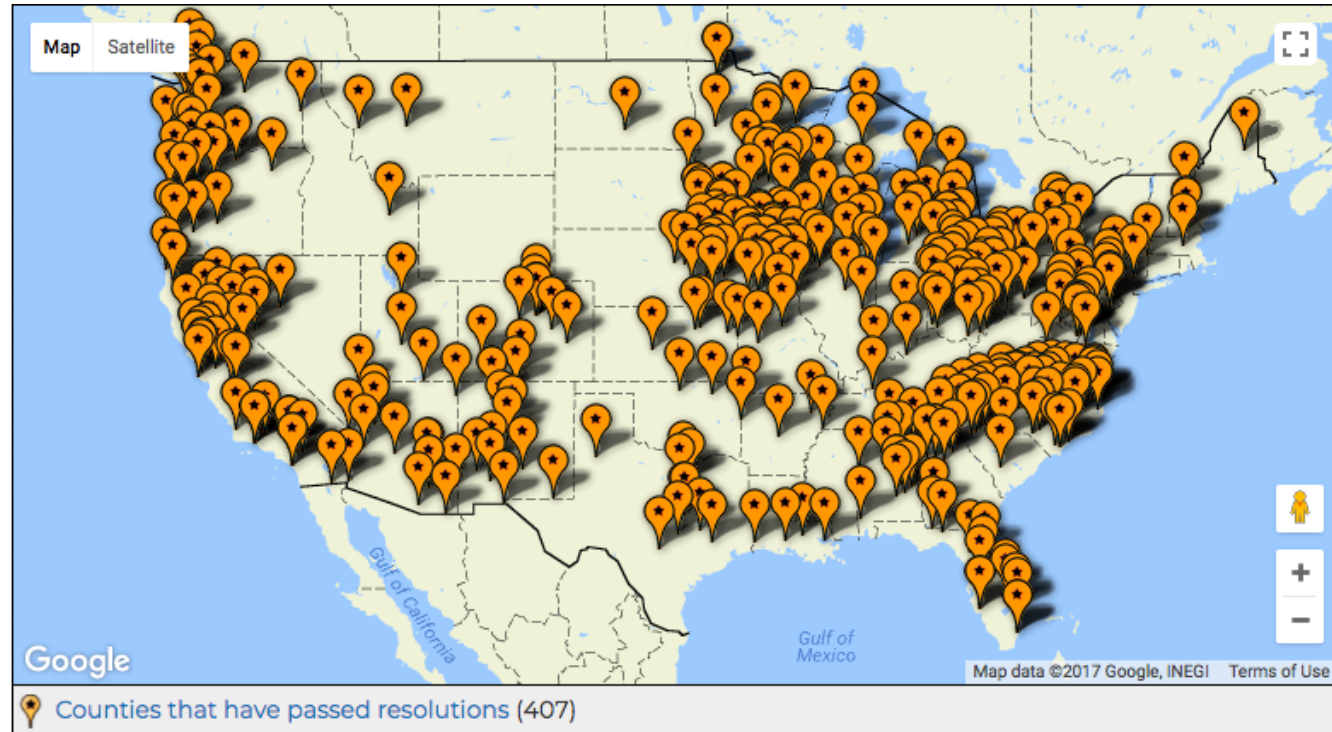 Map Satellite
Gulf of California
Gulf of
Mexico
Google
Map data ©2017 Google, INEGI Terms of Use
Counties that have passed resolutions (407)